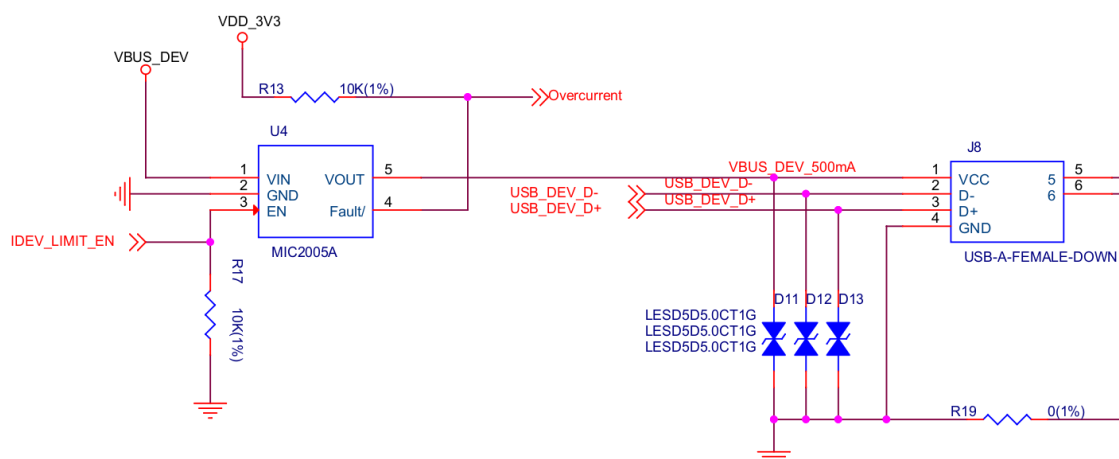 VDD_3V3
VBUS_DEV
R13 10K(1%)
Overcurrent
U4
J8
1 VIN VOUT 5
2 GND
3 EN Fault/ 4
MIC2005A
VBUS_DEV_500mA
USB_DEV_D- USB_DEV_D-
USB_DEV_D+ USB_DEV_D+
1 VCC 5 5
2 D- 6 6
3 D+
4 GND
USB-A-FEMALE-DOWN
IDEV_LIMIT_EN
R17
10K(1%)
D11 D12 D13
LESD5D5.0CT1G
LESD5D5.0CT1G
LESD5D5.0CT1G
R19 0(1%)